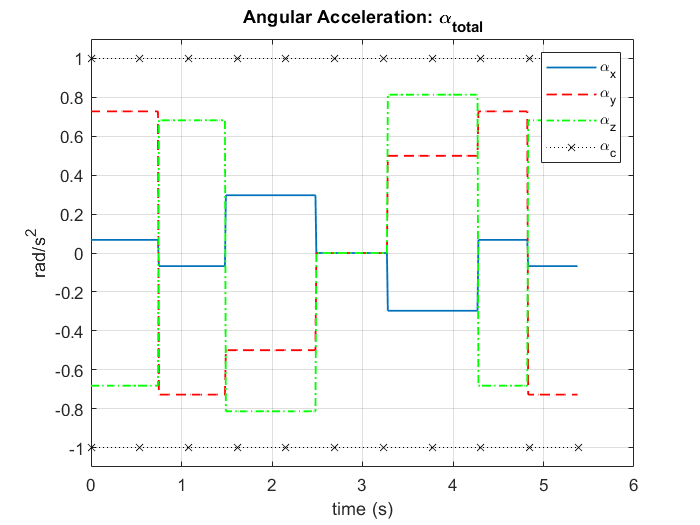 Angular Acceleration: α_total
1
0.8
0.6
0.4
0.2
0
-0.2
-0.4
-0.6
-0.8
-1
rad/s²
α_x
α_y
α_z
α_c
0 1 2 3 4 5 6
time (s)